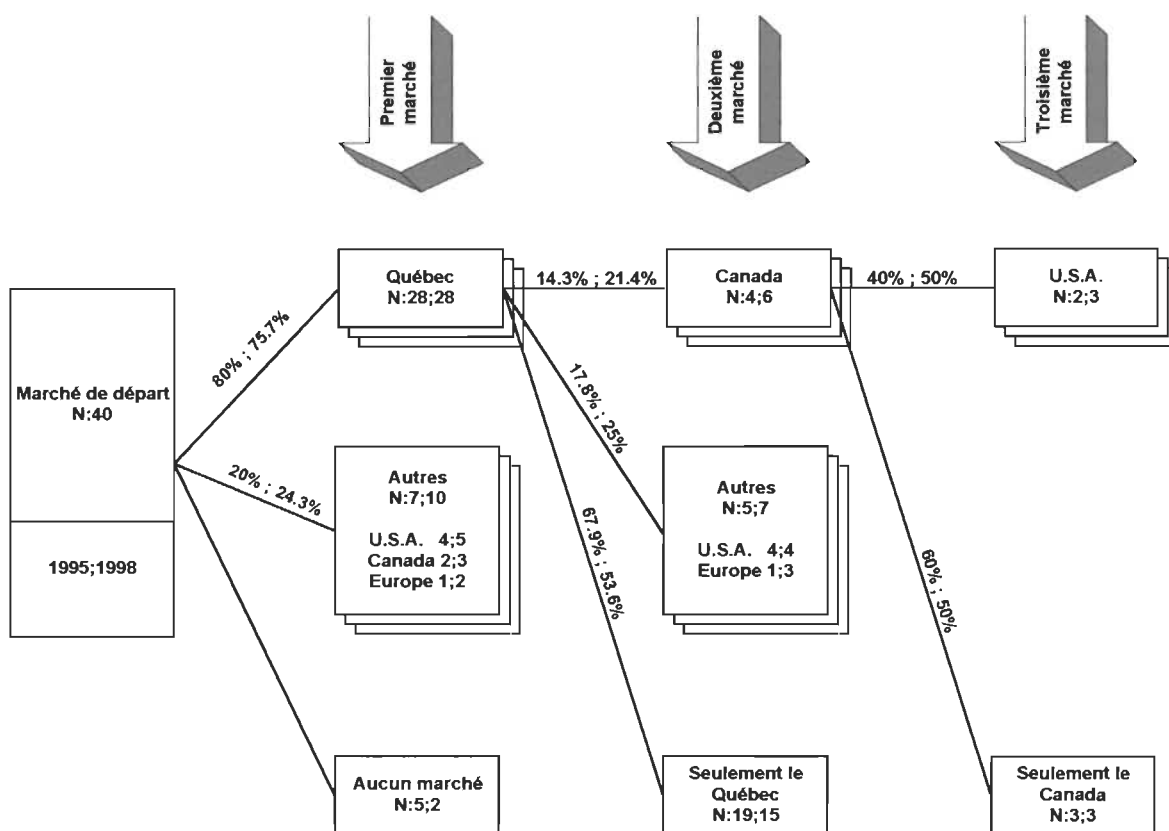 Premier
marché
Deuxième
marché
Troisième
marché
Québec
N:28;28
14.3% ; 21.4%
Canada
N:4;6
40% ; 50%
U.S.A.
N:2;3
80% ; 75.7%
Marché de départ
N;40
1995;1998
20% ; 24.3%
17.8% ; 25%
Autres
N:7;10
U.S.A. 4;5
Canada 2;3
Europe 1;2
Autres
N:5;7
U.S.A. 4;4
Europe 1;3
67.9% ; 53.6%
60% ; 50%
Aucun marché
N:5;2
Seulement le
Québec
N:19;15
Seulement le
Canada
N:3;3